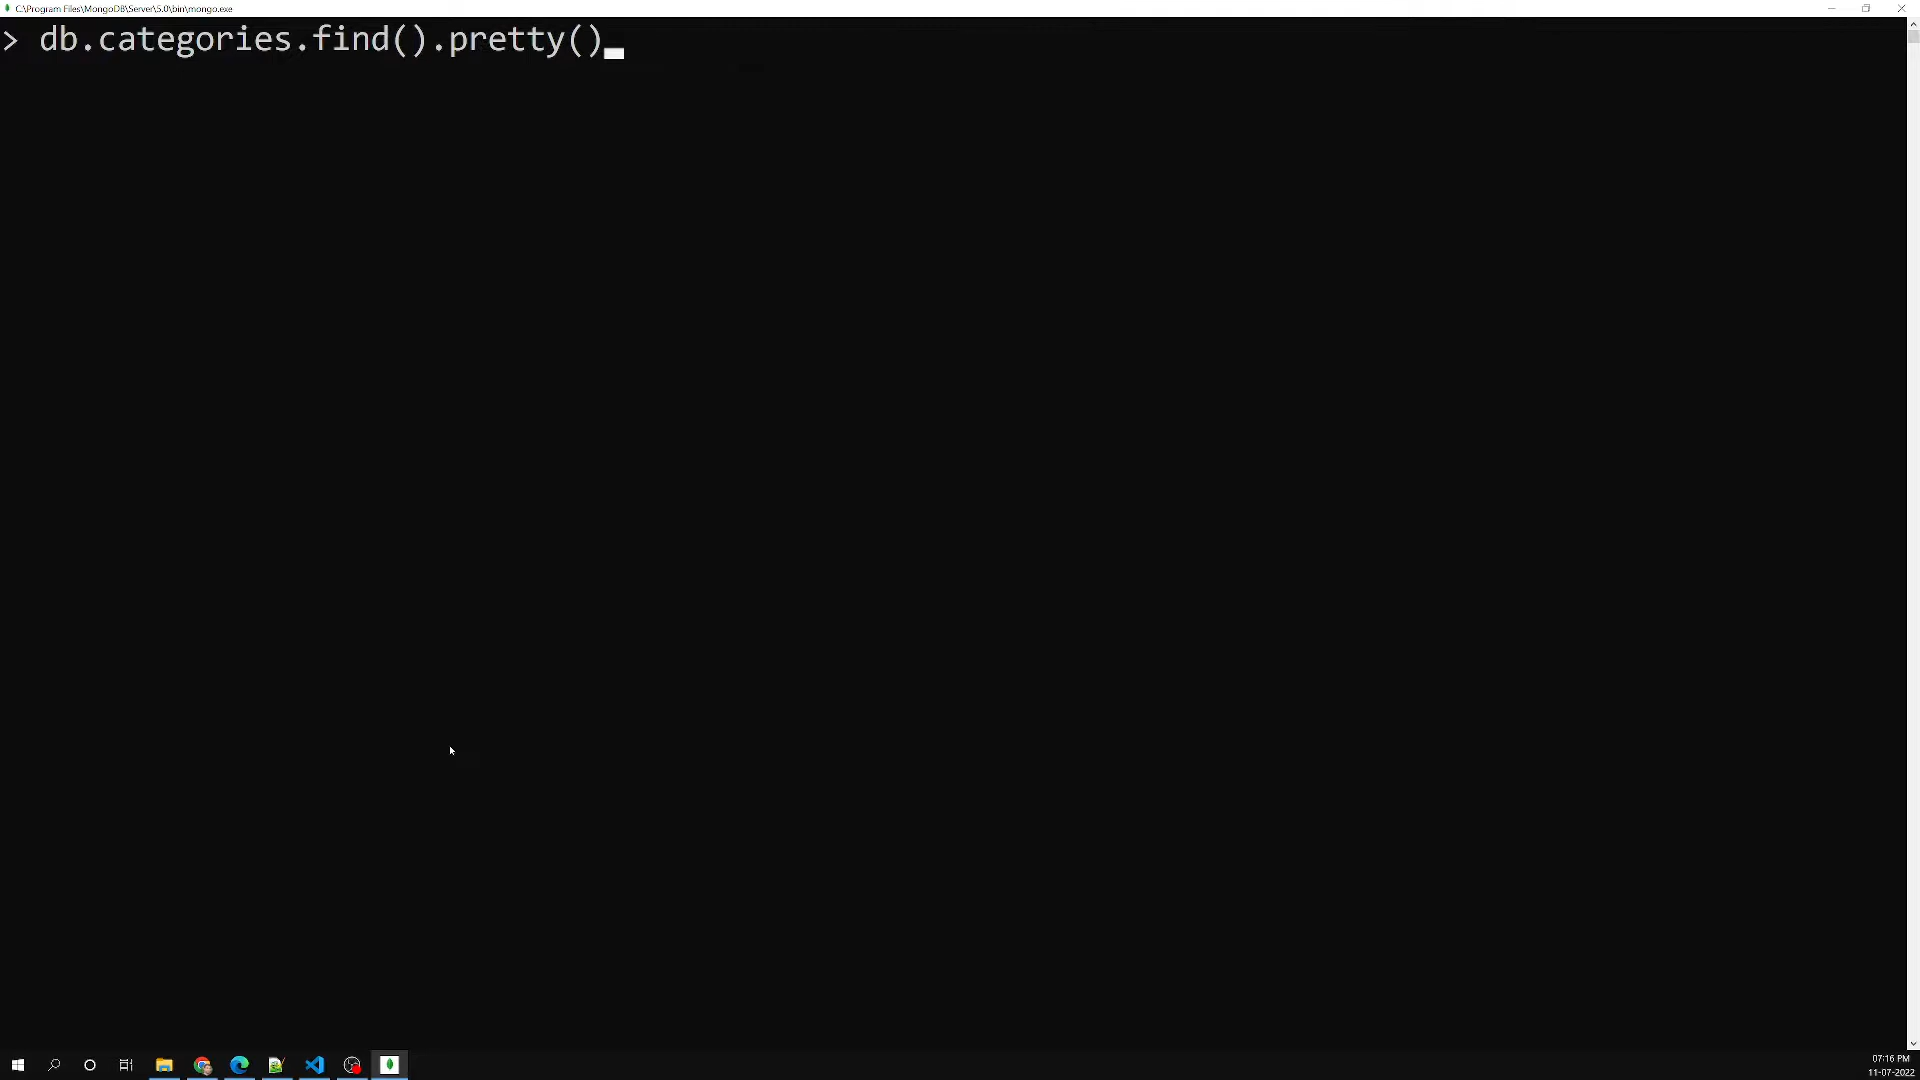 C:\Program Files\MongoDB\Server\5.0\bin\mongo.exe
> db.categories.find().pretty()
07:16 PM
11-07-2022